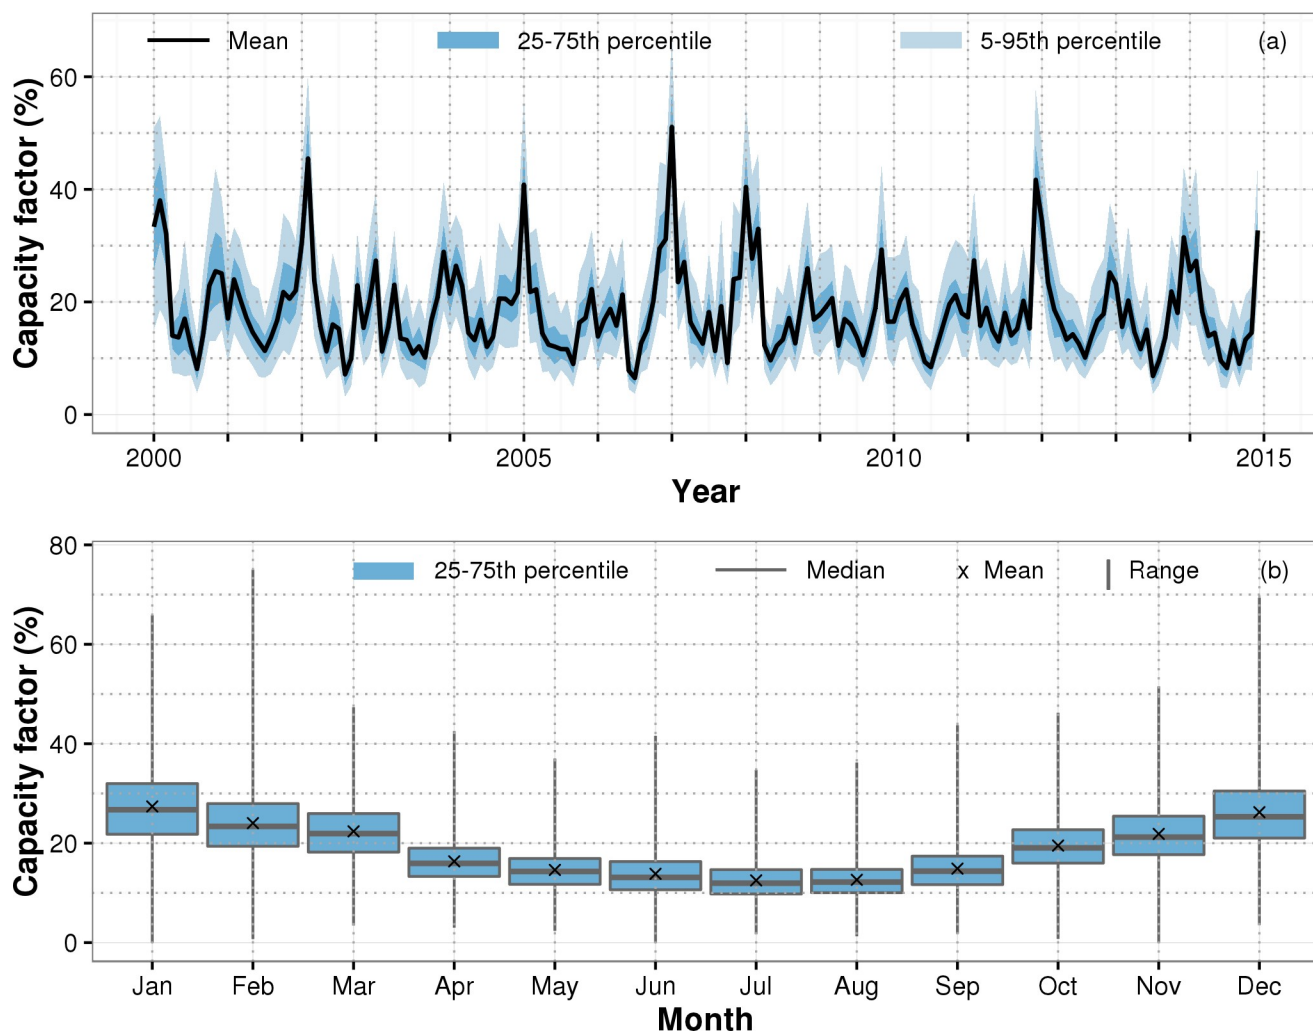 Mean 25-75th percentile 5-95th percentile (a)
Capacity factor (%)
60
40
20
0
2000 2005 2010 2015
Year
25-75th percentile Median x Mean Range (b)
Capacity factor (%)
80
60
40
20
0
Jan Feb Mar Apr May Jun Jul Aug Sep Oct Nov Dec
Month